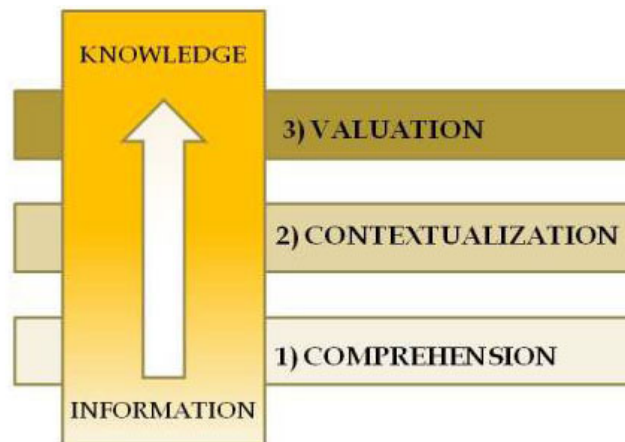 KNOWLEDGE
3) VALUATION
2) CONTEXTUALIZATION
1) COMPREHENSION
INFORMATION